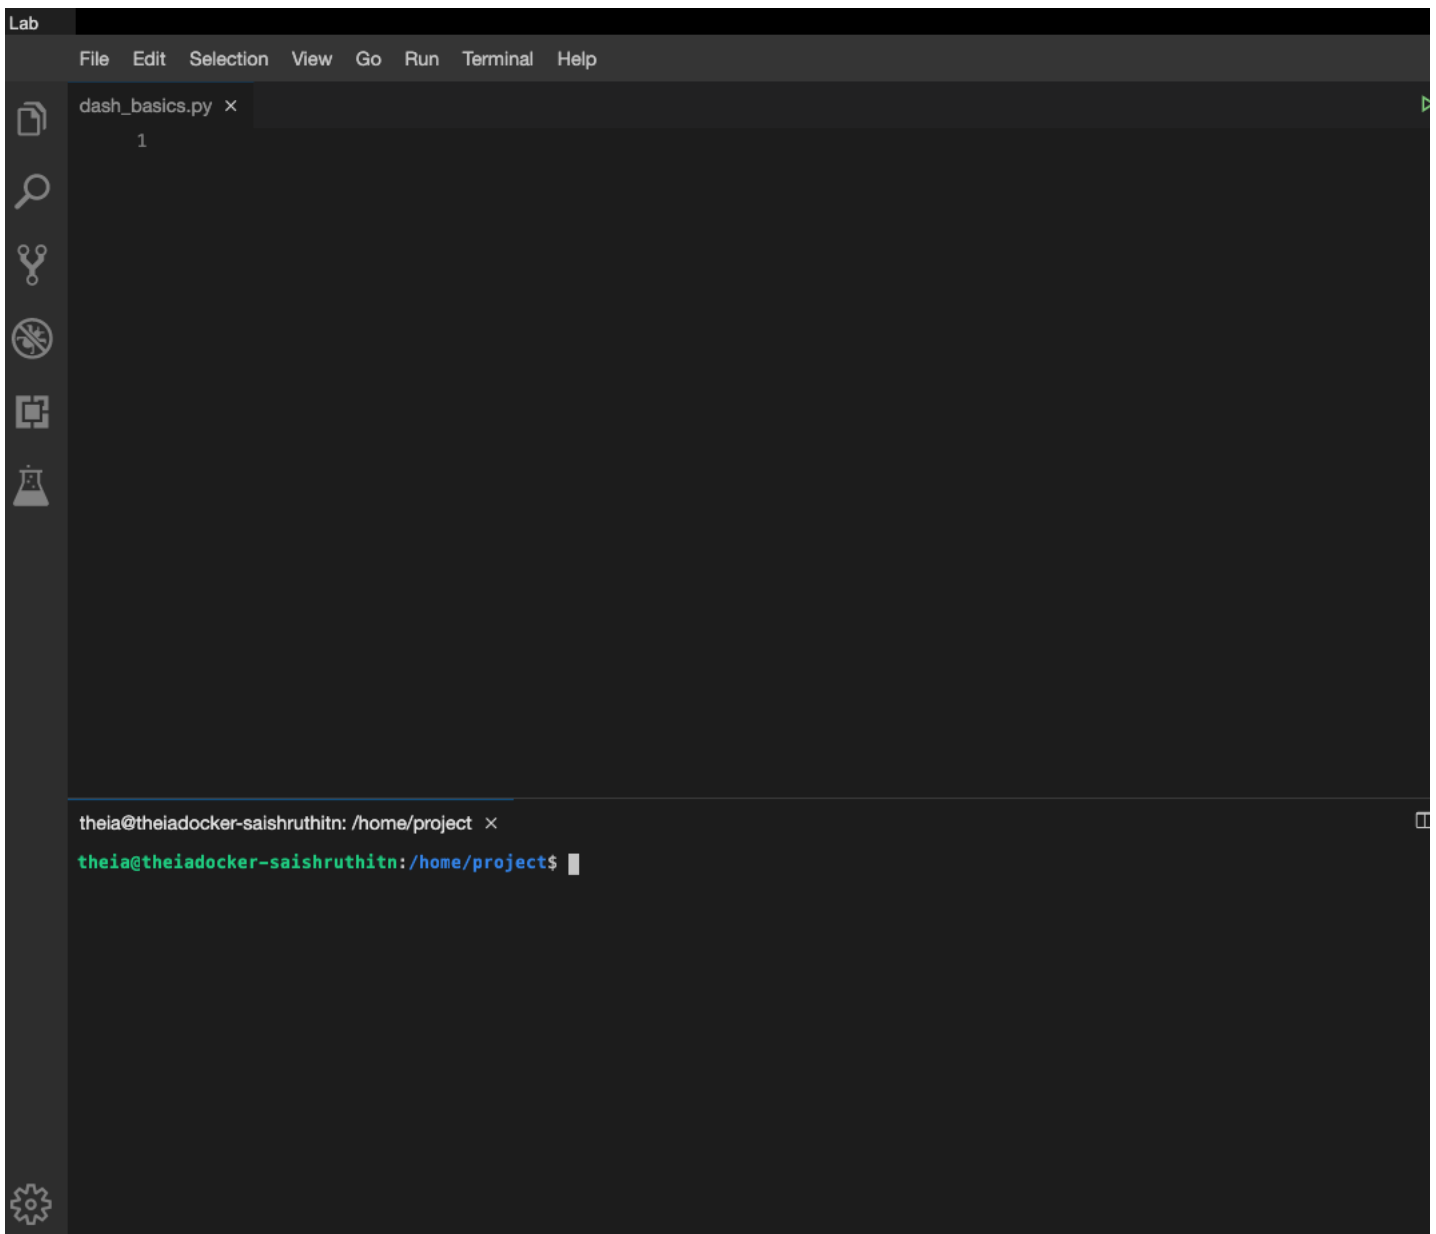 Lab
File Edit Selection View Go Run Terminal Help
dash_basics.py ×
1
theia@theiadocker-saishruthitn: /home/project ×
theia@theiadocker-saishruthitn:/home/project$